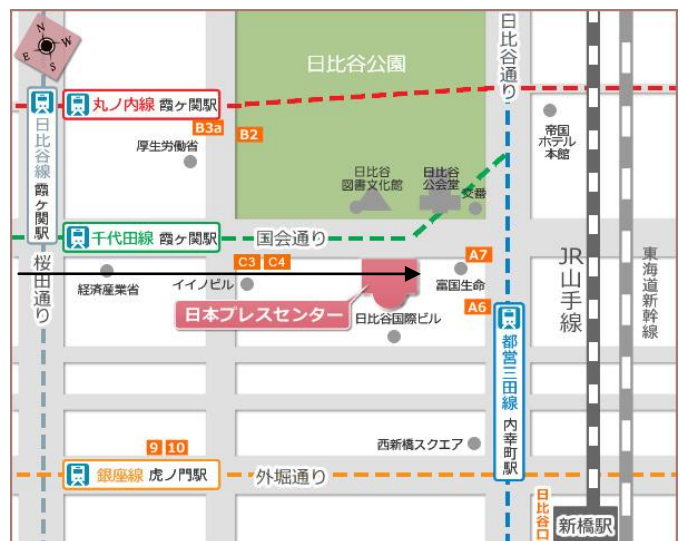 N
W
E
S
日比谷公園
日比谷通り
丸ノ内線 霞ヶ関駅
B3a
B2
厚生労働省
帝国
ホテル
本館
日比谷線 霞ヶ関駅
日比谷
図書文化館
日比谷
公会堂
交番
千代田線 霞ヶ関駅
国会通り
桜田通り
C3
C4
A7
経済産業省
イイノビル
富国生命
JR山手線
東海道新幹線
日本プレスセンター
A6
日比谷国際ビル
都営三田線 内幸町駅
9
10
西新橋スクエア
銀座線 虎ノ門駅
外堀通り
日比谷口
新橋駅